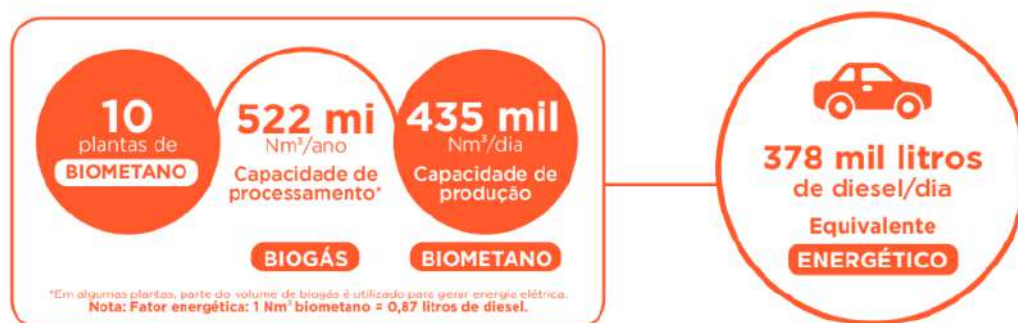 10
plantas de
BIOMETANO
522 mi
Nm³/ano
Capacidade de
processamento*
BIOGÁS
435 mil
Nm³/dia
Capacidade de
produção
BIOMETANO
*Em algumas plantas, parte do volume de biogás é utilizado para gerar energia elétrica.
Nota: Fator energética: 1 Nm³ biometano = 0,87 litros de diesel.
378 mil litros
de diesel/dia
Equivalente
ENERGÉTICO